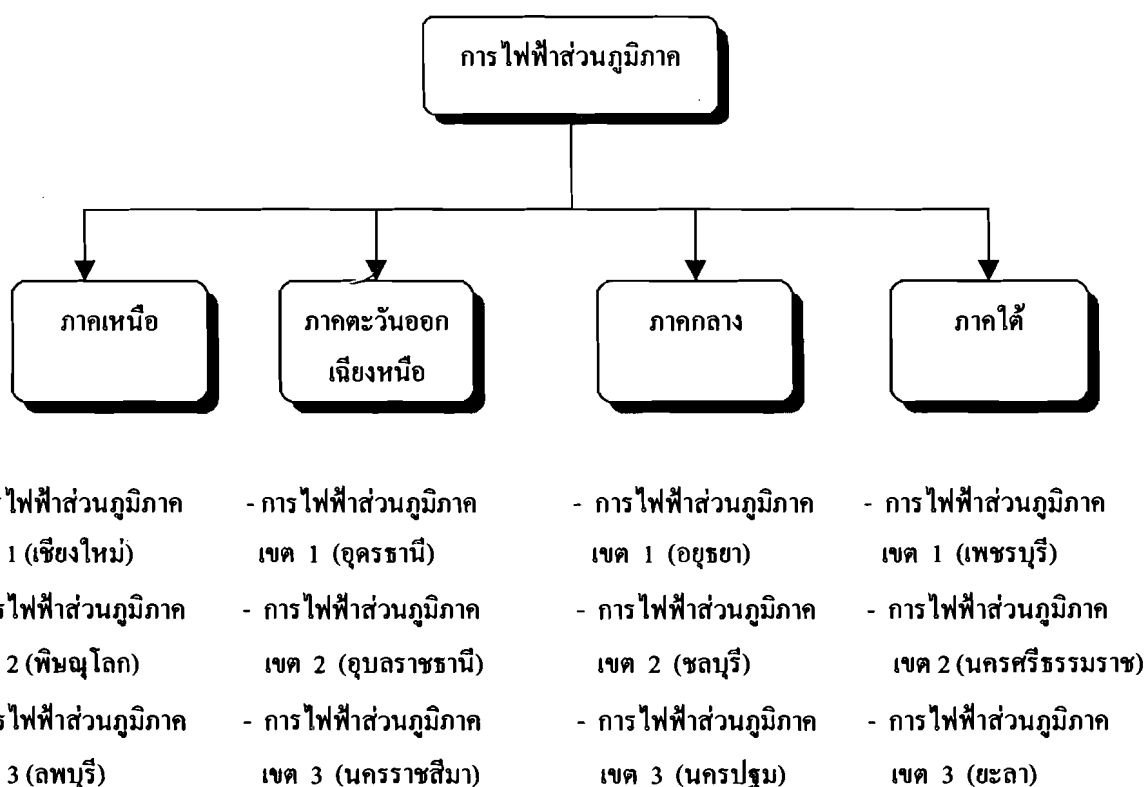 การไฟฟ้าส่วนภูมิภาค
ภาคเหนือ
ภาคตะวันออก
เฉียงหนือ
ภาคกลาง
ภาคใต้
ไฟฟ้าส่วนภูมิภาค
1 (เชียงใหม่)
ไฟฟ้าส่วนภูมิภาค
2 (พิษณุโลก)
ไฟฟ้าส่วนภูมิภาค
3 (ลพบุรี)
- การไฟฟ้าส่วนภูมิภาค
เขต 1 (อุดรธานี)
- การไฟฟ้าส่วนภูมิภาค
เขต 2 (อุบลราชธานี)
- การไฟฟ้าส่วนภูมิภาค
เขต 3 (นครราชสีมา)
- การไฟฟ้าส่วนภูมิภาค
เขต 1 (อยุธยา)
- การไฟฟ้าส่วนภูมิภาค
เขต 2 (ชลบุรี)
- การไฟฟ้าส่วนภูมิภาค
เขต 3 (นครปฐม)
- การไฟฟ้าส่วนภูมิภาค
เขต 1 (เพชรบุรี)
- การไฟฟ้าส่วนภูมิภาค
เขต 2 (นครศรีธรรมราช)
- การไฟฟ้าส่วนภูมิภาค
เขต 3 (ยะลา)